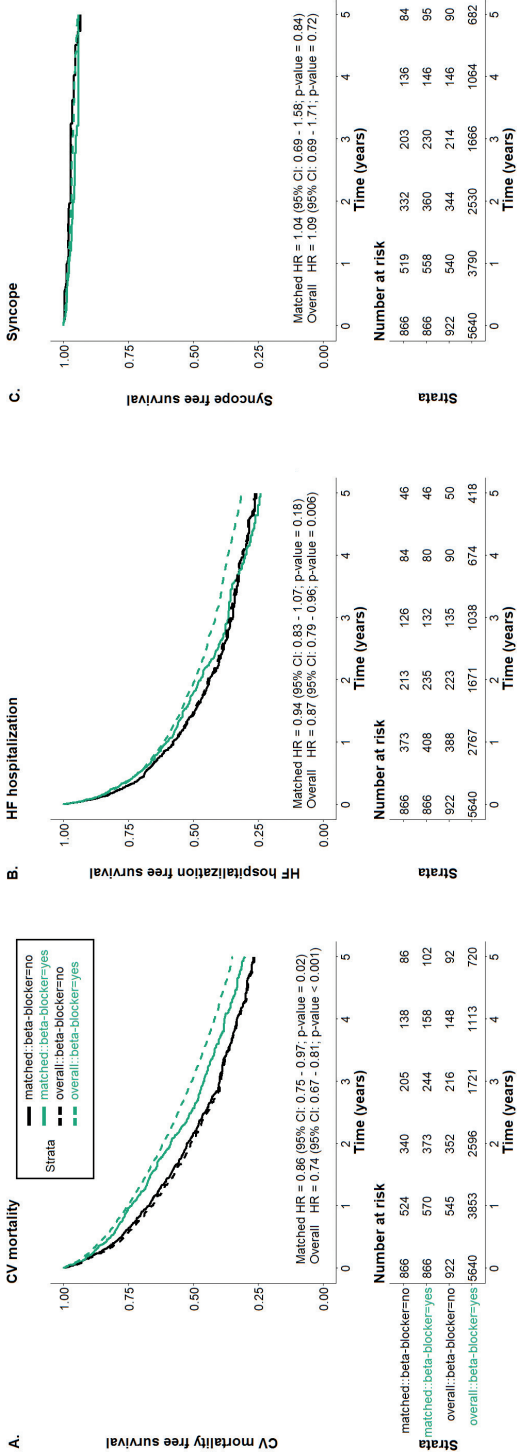 A.
CV mortality
Strata
matched::beta-blocker=no
matched::beta-blocker=yes
overall::beta-blocker=no
overall::beta-blocker=yes
CV mortality free survival
1.00
0.75
0.50
0.25
0.00
Matched HR = 0.86 (95% CI: 0.75 - 0.97; p-value = 0.02)
Overall HR = 0.74 (95% CI: 0.67 - 0.81; p-value < 0.001)
0 1 2 3 4 5
Time (years)
Number at risk
Strata
matched::beta-blocker=no 866 524 340 205 138 86
matched::beta-blocker=yes 866 570 373 244 158 102
overall::beta-blocker=no 922 545 352 216 148 92
overall::beta-blocker=yes 5640 3853 2596 1721 1113 720
0 1 2 3 4 5
Time (years)
B.
HF hospitalization
HF hospitalization free survival
1.00
0.75
0.50
0.25
0.00
Matched HR = 0.94 (95% CI: 0.83 - 1.07; p-value = 0.18)
Overall HR = 0.87 (95% CI: 0.79 - 0.96; p-value = 0.006)
0 1 2 3 4 5
Time (years)
Number at risk
Strata
866 373 213 126 84 46
866 408 235 132 80 46
922 388 223 135 90 50
5640 2767 1671 1038 674 418
0 1 2 3 4 5
Time (years)
C.
Syncope
Syncope free survival
1.00
0.75
0.50
0.25
0.00
Matched HR = 1.04 (95% CI: 0.69 - 1.58; p-value = 0.84)
Overall HR = 1.09 (95% CI: 0.69 - 1.71; p-value = 0.72)
0 1 2 3 4 5
Time (years)
Number at risk
Strata
866 519 332 203 136 84
866 558 360 230 146 95
922 540 344 214 146 90
5640 3790 2530 1666 1064 682
0 1 2 3 4 5
Time (years)